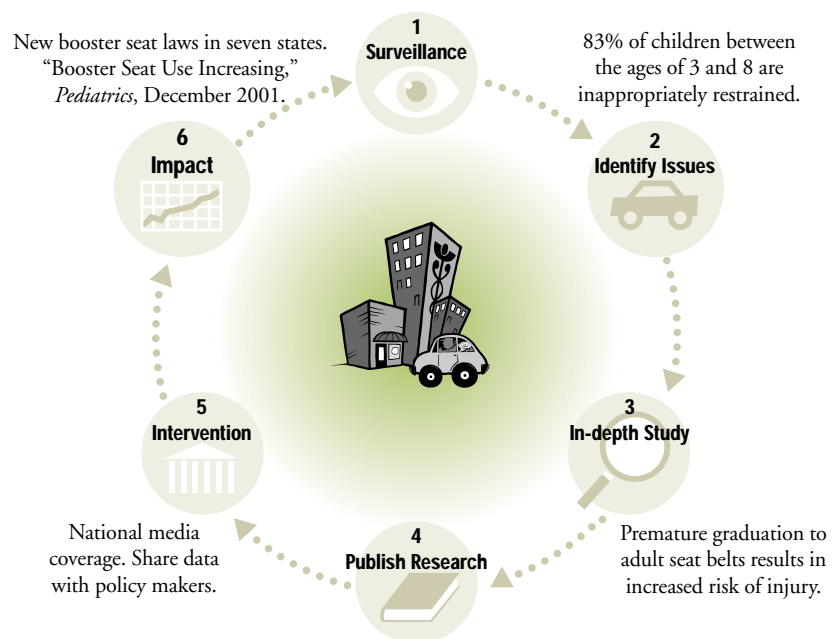 1
Surveillance
83% of children between
the ages of 3 and 8 are
inappropriately restrained.
2
Identify Issues
3
In-depth Study
Premature graduation to
adult seat belts results in
increased risk of injury.
4
Publish Research
5
Intervention
National media
coverage. Share data
with policy makers.
6
Impact
New booster seat laws in seven states.
“Booster Seat Use Increasing,”
Pediatrics, December 2001.